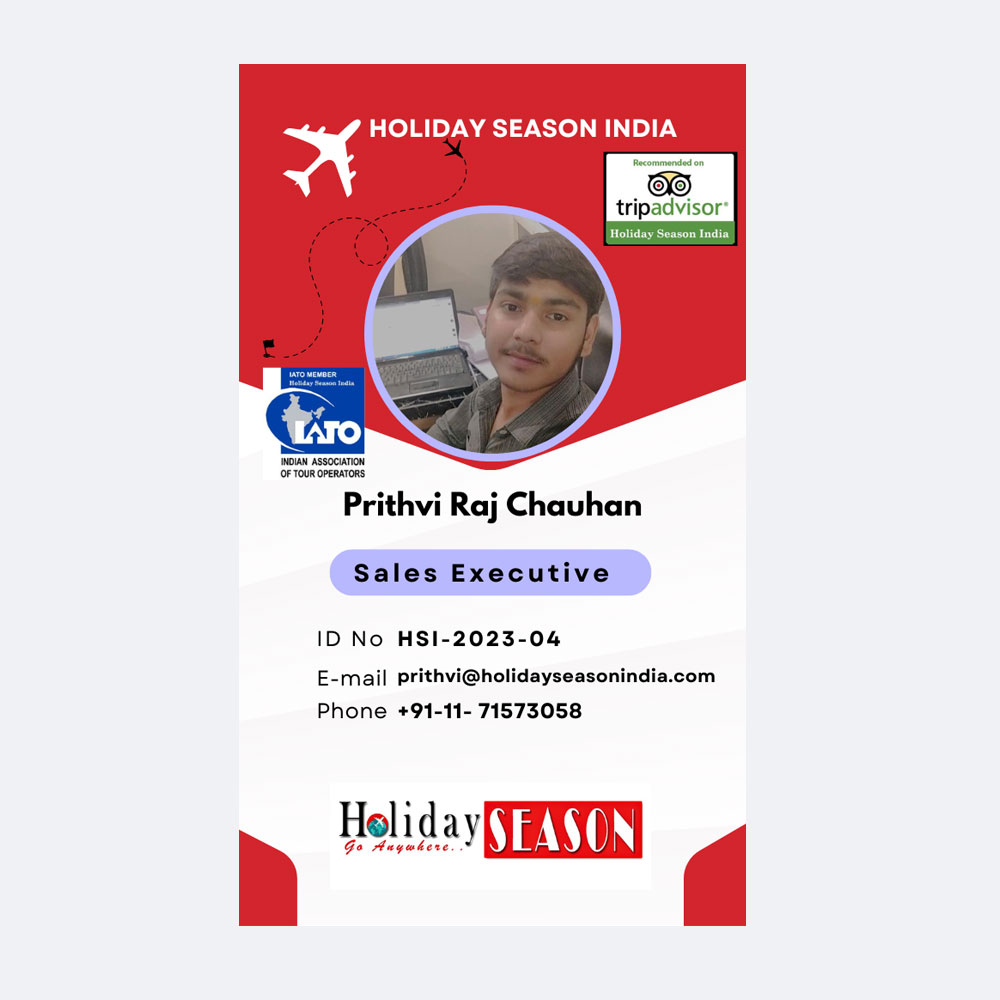 HOLIDAY SEASON INDIA
Recommended on
tripadvisor®
Holiday Season India
IATO MEMBER
Holiday Season India
IATO
INDIAN ASSOCIATION
OF TOUR OPERATORS
Prithvi Raj Chauhan
Sales Executive
ID No HSI-2023-04
E-mail prithvi@holidayseasonindia.com
Phone +91-11- 71573058
Holiday SEASON
Go Anywhere..